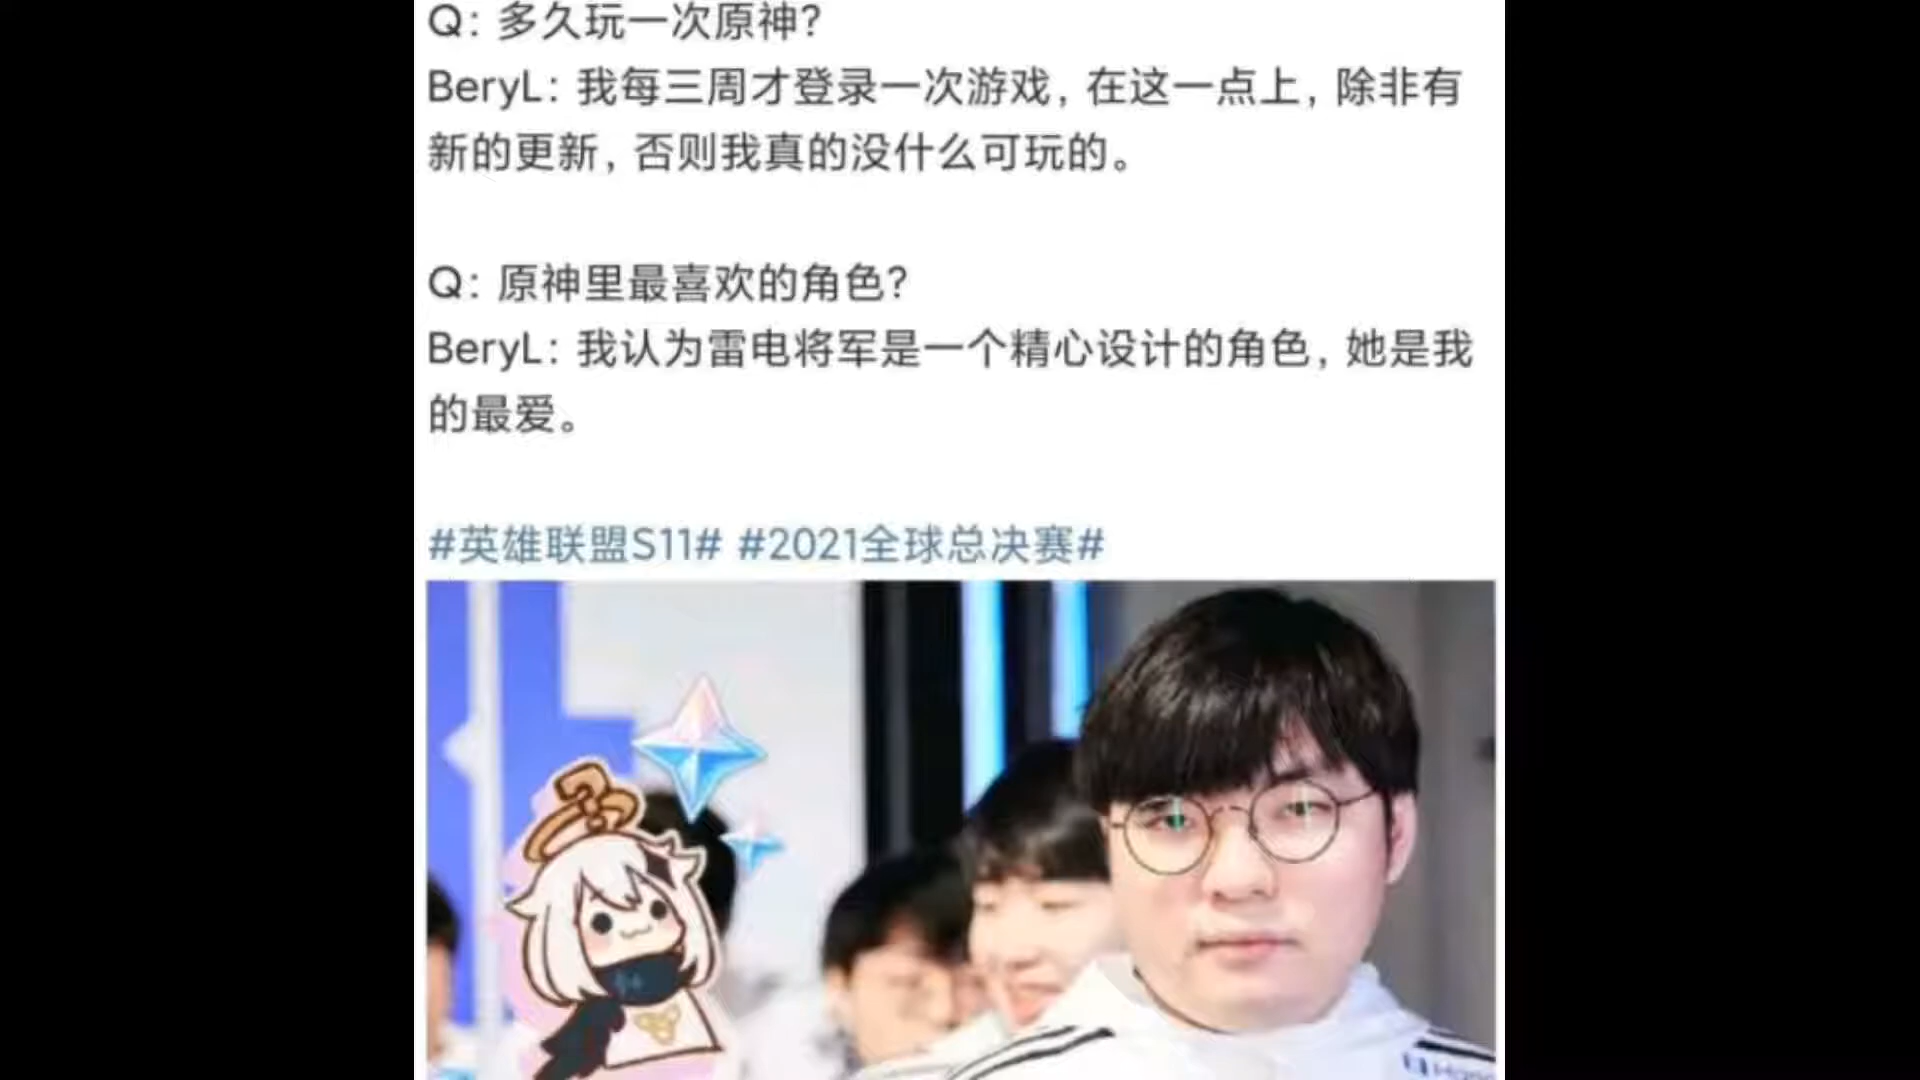 Q：多久玩一次原神？
BeryL：我每三周才登录一次游戏，在这一点上，除非有
新的更新，否则我真的没什么可玩的。
Q：原神里最喜欢的角色？
BeryL：我认为雷电将军是一个精心设计的角色，她是我
的最爱。
#英雄联盟S11# #2021全球总决赛#